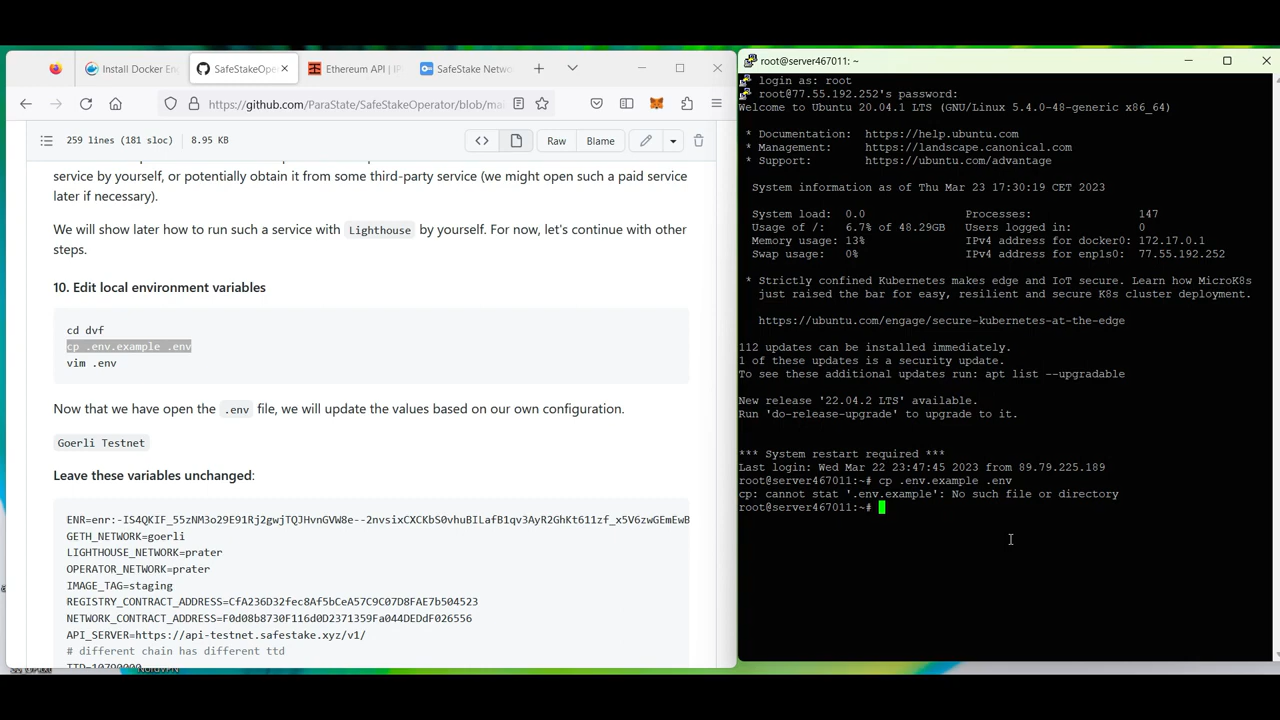 Install Docker En
SafeStakeOpe
Ethereum API | IP
SafeStake Netw
https://github.com/ParaState/SafeStakeOperator/blob/ma
259 lines (181 sloc)
8.95 KB
Raw
Blame
service by yourself, or potentially obtain it from some third-party service (we might open such a paid service
later if necessary).
We will show later how to run such a service with Lighthouse by yourself. For now, let's continue with other
steps.
10. Edit local environment variables
cd dvf
cp .env.example .env
vim .env
Now that we have open the .env file, we will update the values based on our own configuration.
Goerli Testnet
Leave these variables unchanged:
ENR=enr:-IS4QKIF_55zNM3o29E91Rj2gwjTQJHvnGVW8e--2nvsixXCKbS0vhuBILafB1qv3AyR2GhKt611zf_x5V6zwGEmEwB
GETH_NETWORK=goerli
LIGHTHOUSE_NETWORK=prater
OPERATOR_NETWORK=prater
IMAGE_TAG=staging
REGISTRY_CONTRACT_ADDRESS=CfA236D32fec8Af5bCeA57C9C07D8FAE7b504523
NETWORK_CONTRACT_ADDRESS=F0d08b8730F116d0D2371359Fa044DEDdF026556
API_SERVER=https://api-testnet.safestake.xyz/v1/
# different chain has different ttd
TTD=10790000
root@server467011: ~
login as: root
root@77.55.192.252's password:
Welcome to Ubuntu 20.04.1 LTS (GNU/Linux 5.4.0-48-generic x86_64)
* Documentation: https://help.ubuntu.com
* Management: https://landscape.canonical.com
* Support: https://ubuntu.com/advantage
System information as of Thu Mar 23 17:30:19 CET 2023
System load: 0.0 Processes: 147
Usage of /: 6.7% of 48.29GB Users logged in: 0
Memory usage: 13% IPv4 address for docker0: 172.17.0.1
Swap usage: 0% IPv4 address for enp1s0: 77.55.192.252
* Strictly confined Kubernetes makes edge and IoT secure. Learn how MicroK8s
just raised the bar for easy, resilient and secure K8s cluster deployment.
https://ubuntu.com/engage/secure-kubernetes-at-the-edge
112 updates can be installed immediately.
1 of these updates is a security update.
To see these additional updates run: apt list --upgradable
New release '22.04.2 LTS' available.
Run 'do-release-upgrade' to upgrade to it.
*** System restart required ***
Last login: Wed Mar 22 23:47:45 2023 from 89.79.225.189
root@server467011:~# cp .env.example .env
cp: cannot stat '.env.example': No such file or directory
root@server467011:~#